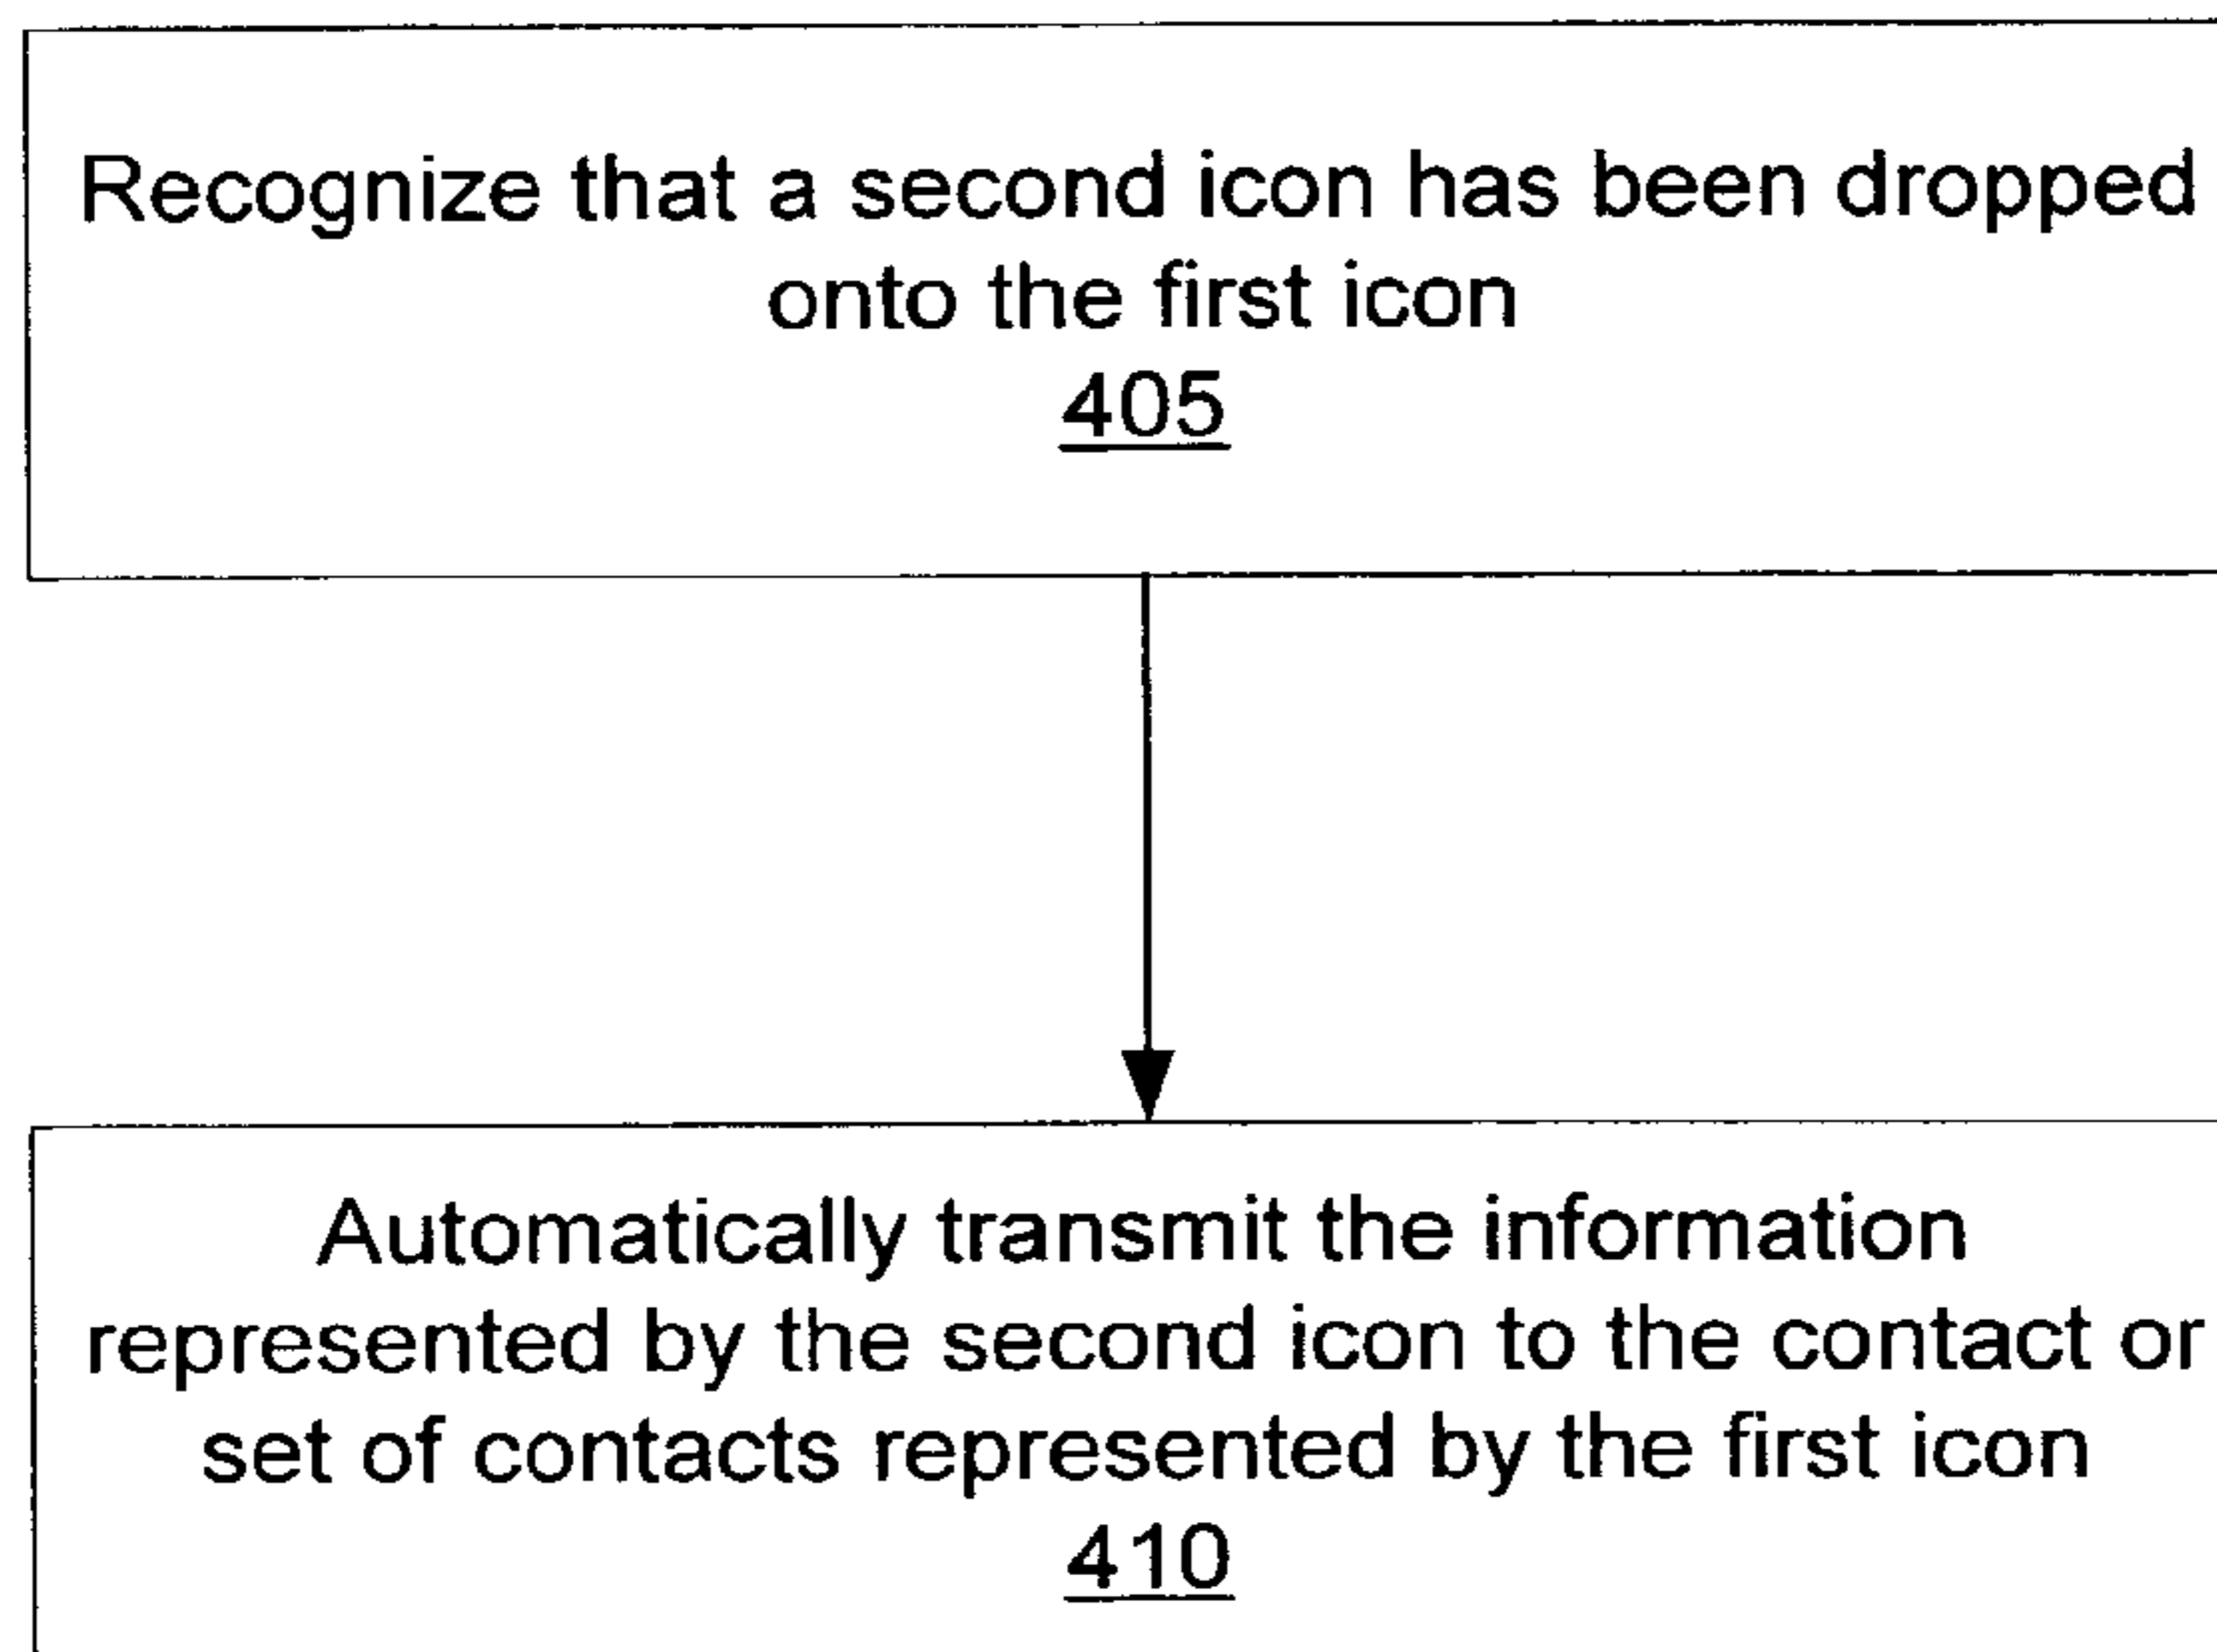 Recognize that a second icon has been dropped
onto the first icon
405
Automatically transmit the information
represented by the second icon to the contact or
set of contacts represented by the first icon
410